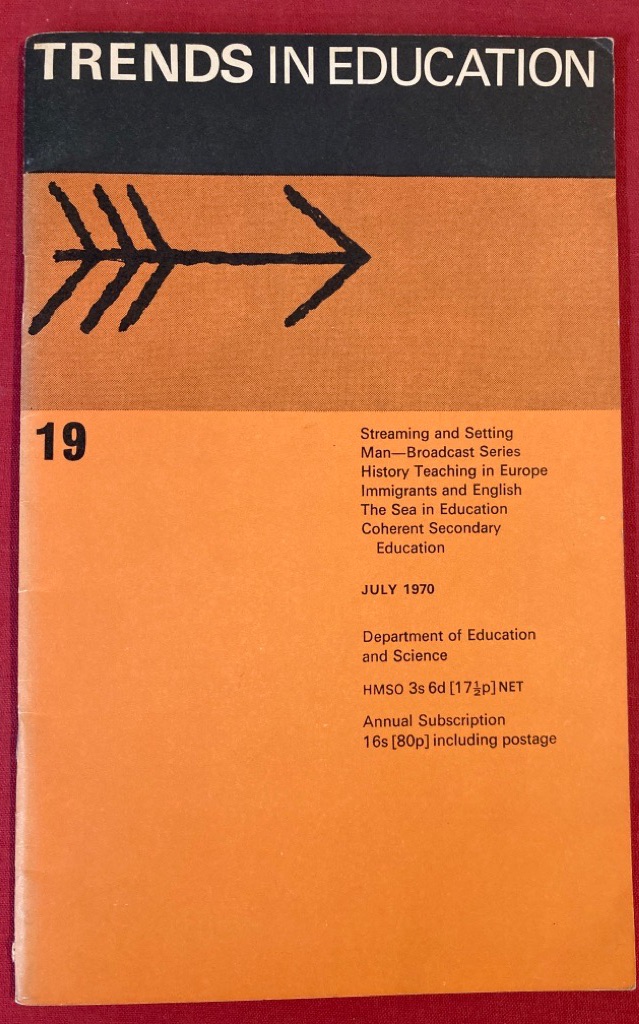 TRENDS IN EDUCATION
19
Streaming and Setting
Man—Broadcast Series
History Teaching in Europe
Immigrants and English
The Sea in Education
Coherent Secondary
Education
JULY 1970
Department of Education
and Science
HMSO 3s 6d [17½p] NET
Annual Subscription
16s [80p] including postage